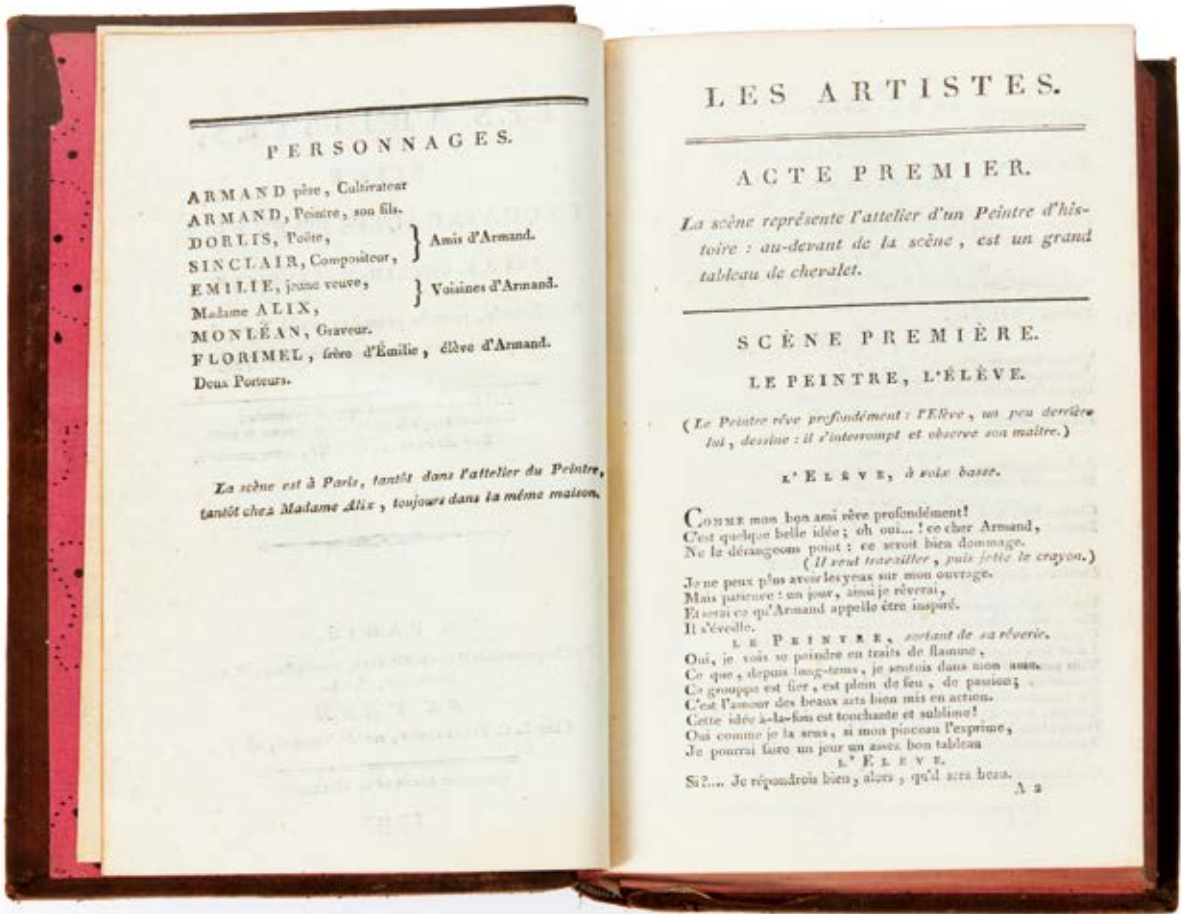 PERSONNAGES.
ARMAND père, Cultivateur
ARMAND, Peintre, son fils.
DORLIS, Poëte,
SINCLAIR, Compositeur,
} Amis d'Armand.
EMILIE, jeune veuve,
Madame ALIX,
} Voisines d'Armand.
MONLÉAN, Graveur.
FLORIMEL, frère d'Émilie, élève d'Armand.
Deux Porteurs.
La scène est à Paris, tantôt dans l'attelier du Peintre,
tantôt chez Madame Alix, toujours dans la même maison.
LES ARTISTES.
ACTE PREMIER.
La scène représente l'attelier d'un Peintre d'his-
toire : au-devant de la scène, est un grand
tableau de chevalet.
SCÈNE PREMIÈRE.
LE PEINTRE, L'ÉLÈVE.
(Le Peintre rêve profondément : l'Elève, un peu derrière
lui, dessine : il s'interrompt et observe son maître.)
L'ELÈVE, à voix basse.
COMME mon bon ami rêve profondément!
C'est quelque belle idée; oh oui...! ce cher Armand,
Ne le dérangeons point : ce seroit bien dommage.
(Il veut travailler, puis jette le crayon.)
Je ne peux plus avoir les yeux sur mon ouvrage.
Mais patience : un jour, ainsi je rêverai,
Et serai ce qu'Armand appelle être inspiré.
Il s'éveille.
LE PEINTRE, sortant de sa rêverie.
Oui, je vois se peindre en traits de flamme,
Ce que, depuis long-tems, je sentois dans mon ame.
Ce grouppe est fier, est plein de feu, de passion;
C'est l'amour des beaux arts bien mis en action.
Cette idée à-la-fois est touchante et sublime!
Oui comme je la sens, si mon pinceau l'exprime,
Je pourrai faire un jour un assez bon tableau
L'ELEVE.
Si?.... Je répondrois bien, alors, qu'il sera beau.
A 2